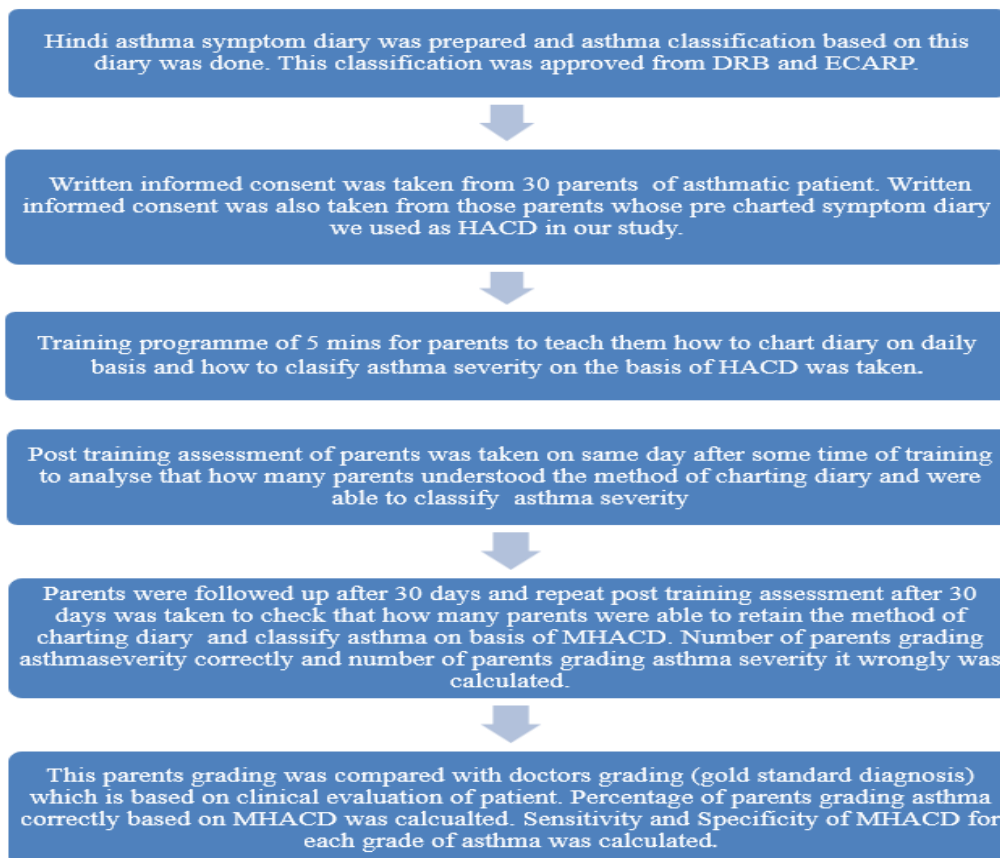 Hindi asthma symptom diary was prepared and asthma classification based on this
diary was done. This classification was approved from DRB and ECARP.
Written informed consent was taken from 30 parents of asthmatic patient. Written
informed consent was also taken from those parents whose pre charted symptom diary
we used as HACD in our study.
Training programme of 5 mins for parents to teach them how to chart diary on daily
basis and how to clasify asthma severity on the basis of HACD was taken.
Post training assessment of parents was taken on same day after some time of training
to analyse that how many parents understood the method of charting diary and were
able to classify asthma severity
Parents were followed up after 30 days and repeat post training assessment after 30
days was taken to check that how many parents were able to retain the method of
charting diary and classify asthma on basis of MHACD. Number of parents grading
asthmaseverity correctly and number of parents grading asthma severity it wrongly was
calculated.
This parents grading was compared with doctors grading (gold standard diagnosis)
which is based on clinical evaluation of patient. Percentage of parents grading asthma
correctly based on MHACD was calcualted. Sensitivity and Specificity of MHACD for
each grade of asthma was calculated.